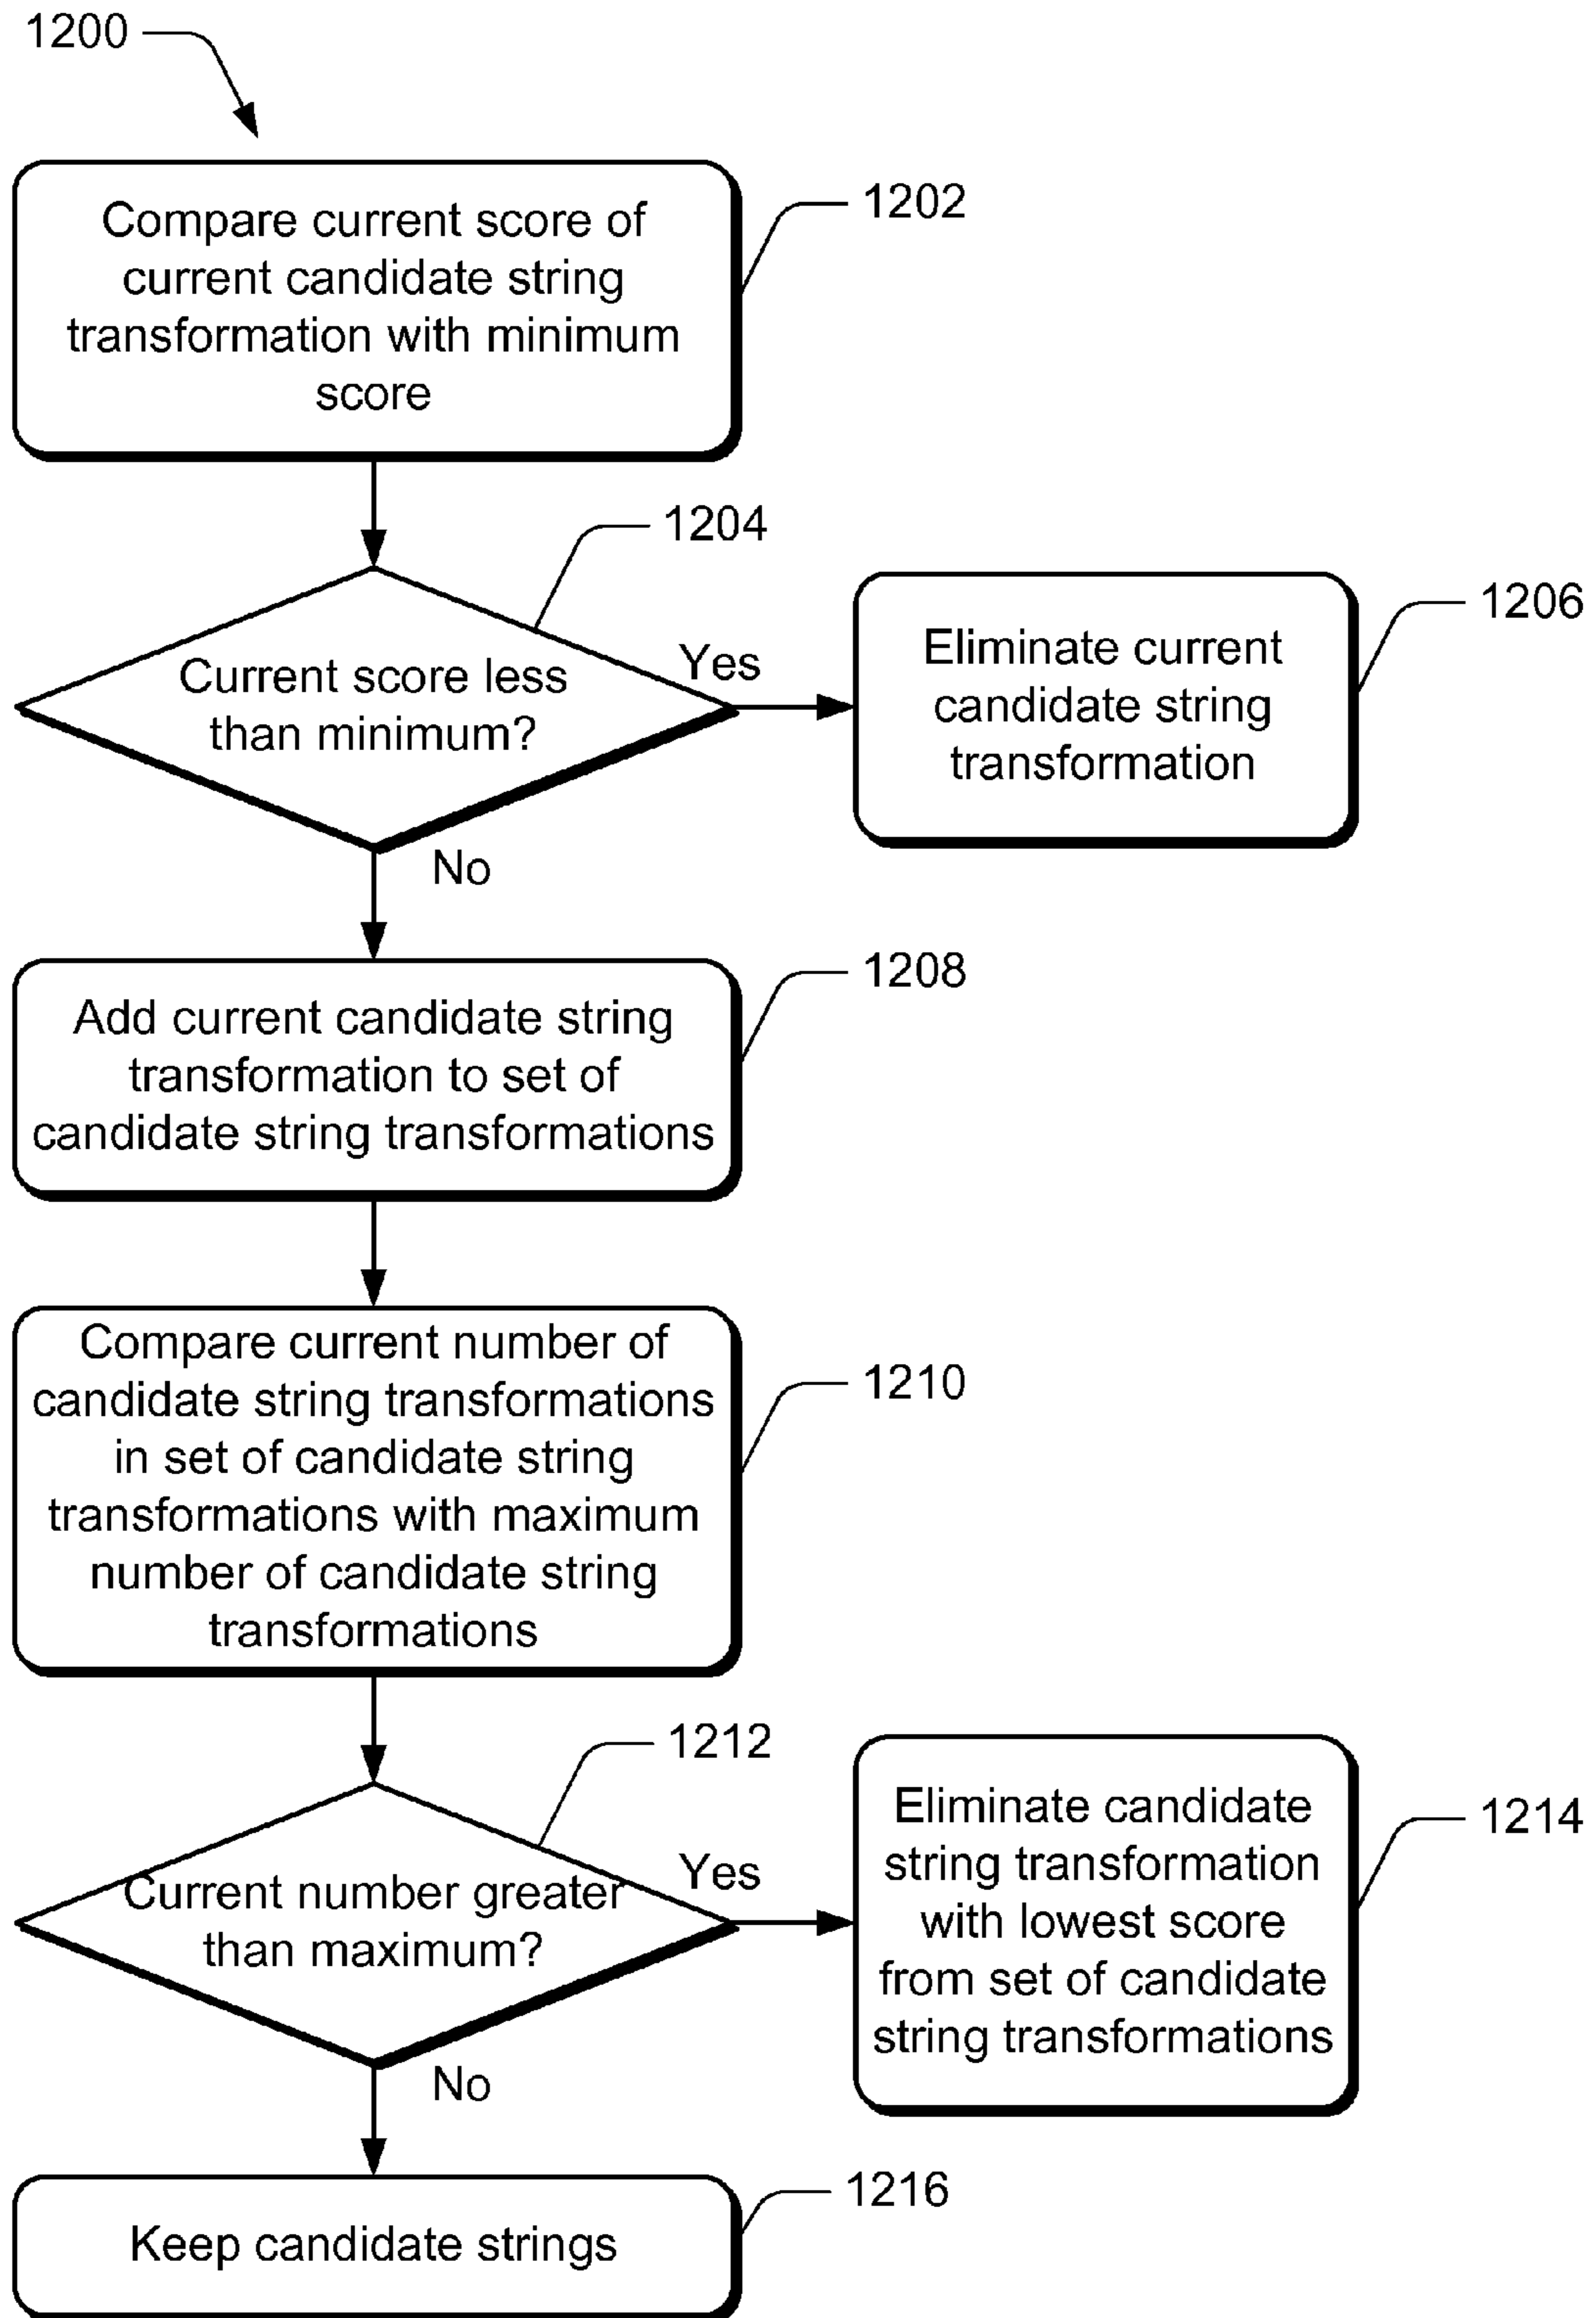 1200
Compare current score of
current candidate string
transformation with minimum
score
1202
1204
Current score less
than minimum?
Yes
Eliminate current
candidate string
transformation
1206
No
Add current candidate string
transformation to set of
candidate string transformations
1208
Compare current number of
candidate string transformations
in set of candidate string
transformations with maximum
number of candidate string
transformations
1210
1212
Current number greater
than maximum?
Yes
Eliminate candidate
string transformation
with lowest score
from set of candidate
string transformations
1214
No
Keep candidate strings
1216